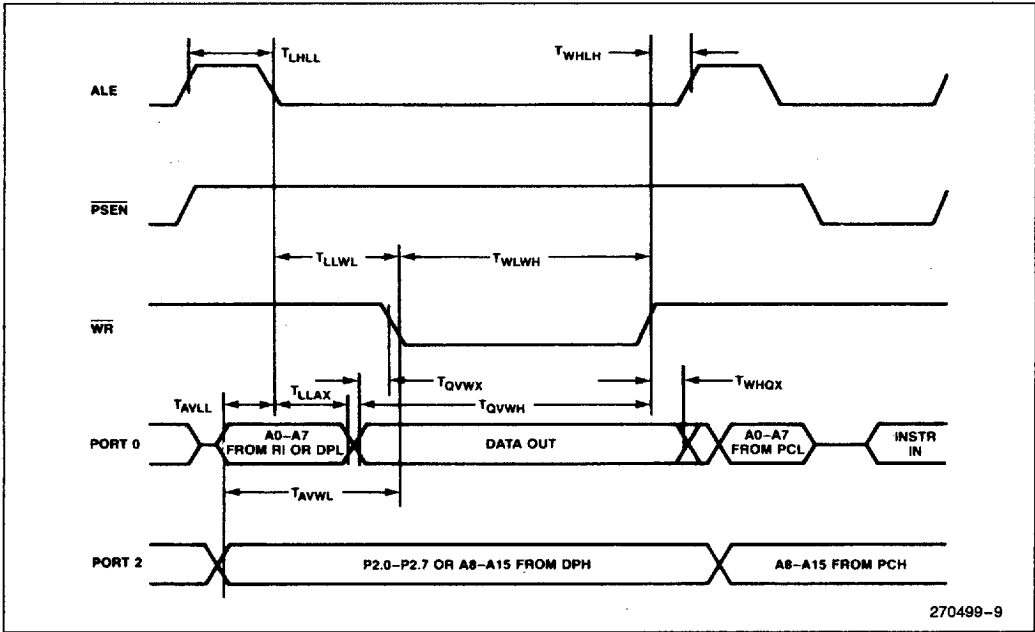 TLHLL
TWHLH
ALE
PSEN
TLLWL
TWLWH
WR
TQVWX
TWHQX
TAVLL
TLLAX
TQVWH
PORT 0
A0–A7
FROM RI OR DPL
DATA OUT
A0–A7
FROM PCL
INSTR
IN
TAVWL
PORT 2
P2.0–P2.7 OR A8–A15 FROM DPH
A8–A15 FROM PCH
270499–9